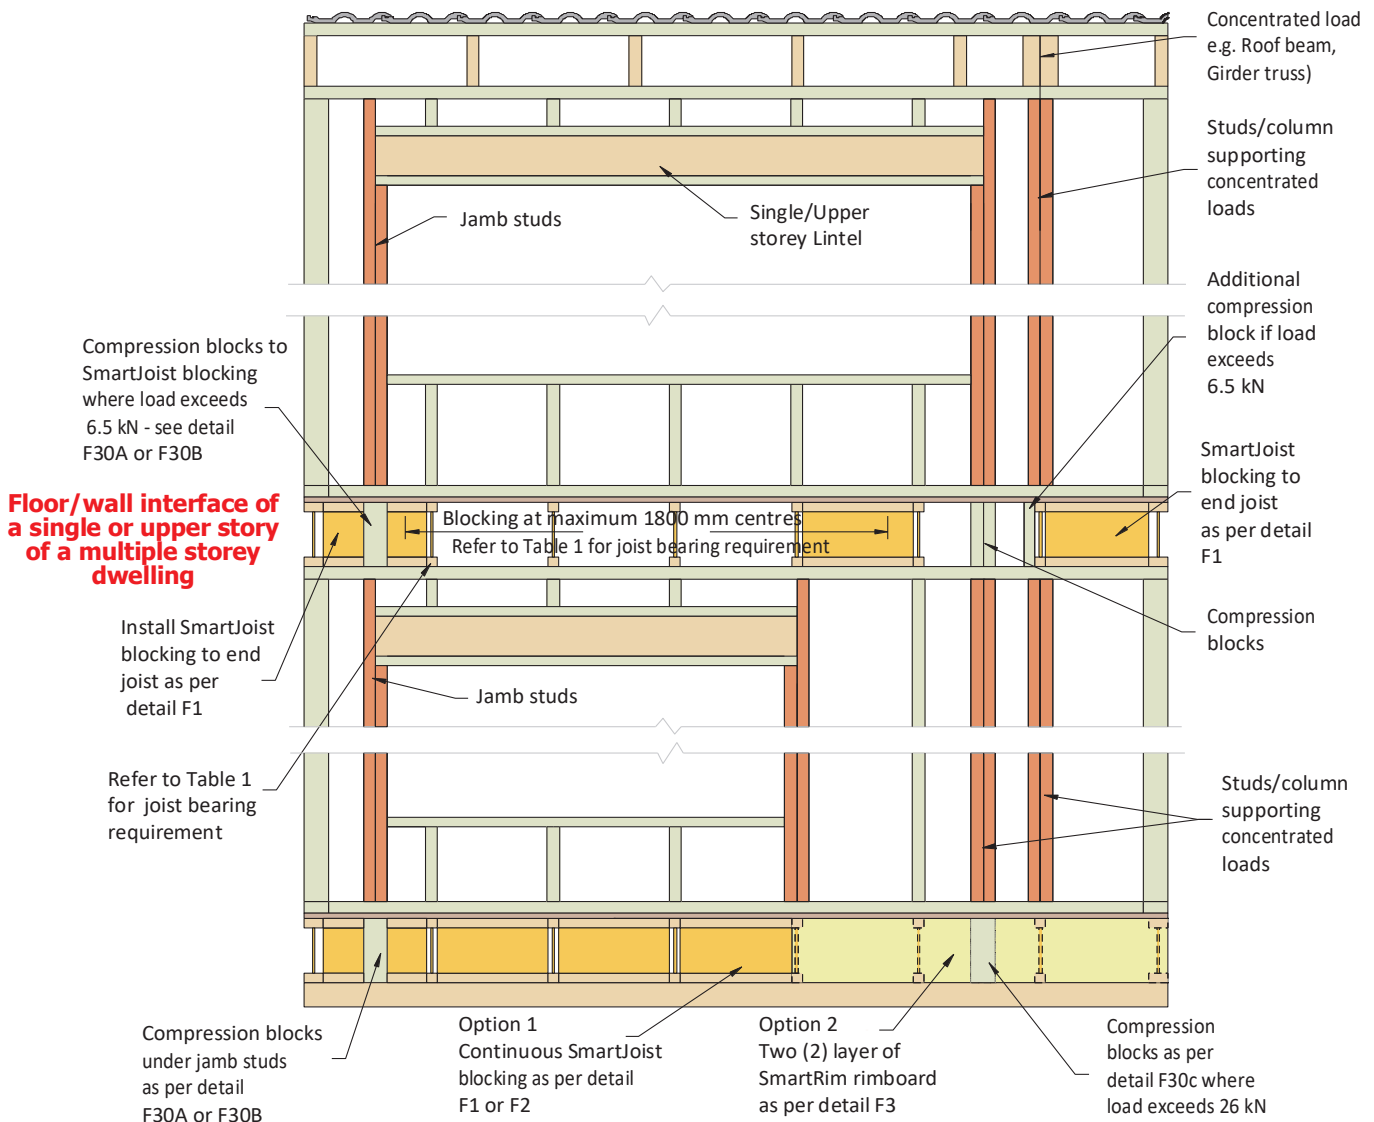 Concentrated load
e.g. Roof beam,
Girder truss)
Studs/column
supporting
concentrated
loads
Jamb studs
Single/Upper
storey Lintel
Additional
compression
block if load
exceeds
6.5 kN
Compression blocks to
SmartJoist blocking
where load exceeds
6.5 kN - see detail
F30A or F30B
SmartJoist
blocking to
end joist
as per detail
F1
Floor/wall interface of
a single or upper story
of a multiple storey
dwelling
Blocking at maximum 1800 mm centres
Refer to Table 1 for joist bearing requirement
Install SmartJoist
blocking to end
joist as per
detail F1
Compression
blocks
Jamb studs
Refer to Table 1
for joist bearing
requirement
Studs/column
supporting
concentrated
loads
Compression blocks
under jamb studs
as per detail
F30A or F30B
Option 1
Continuous SmartJoist
blocking as per detail
F1 or F2
Option 2
Two (2) layer of
SmartRim rimboard
as per detail F3
Compression
blocks as per
detail F30c where
load exceeds 26 kN